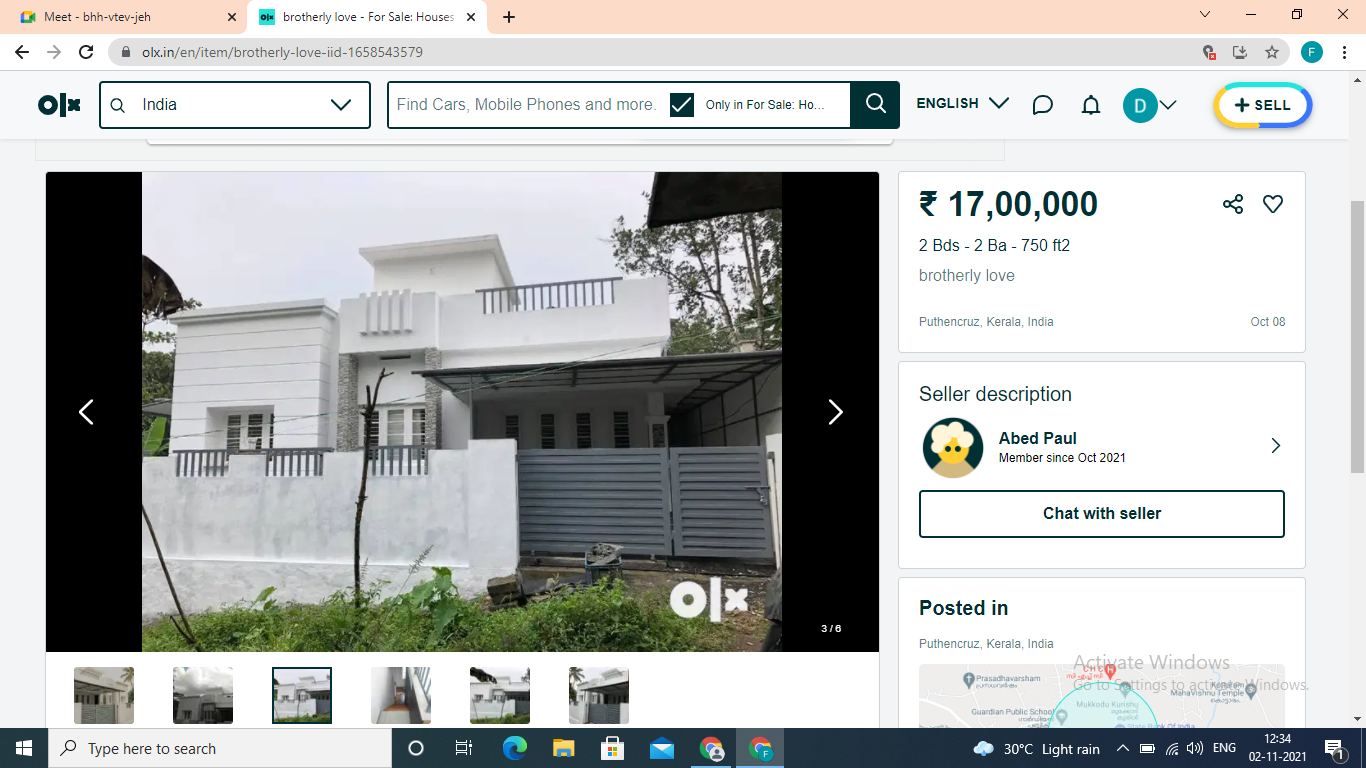 Meet - bhh-vtev-jeh
olx
brotherly love - For Sale: Houses
olx.in/en/item/brotherly-love-iid-1658543579
F
olx
India
Find Cars, Mobile Phones and more.
Only in For Sale: Ho...
ENGLISH
D
+ SELL
olx
3 / 6
₹ 17,00,000
2 Bds - 2 Ba - 750 ft2
brotherly love
Puthencruz, Kerala, India
Oct 08
Seller description
Abed Paul
Member since Oct 2021
Chat with seller
Posted in
Puthencruz, Kerala, India
CHC
സി എച്ച് സി
H
Prasadhavarsham
Mahavishnu Temple
Mukkodu Kurishu
Guardian Public School
State Bank Of India
Activate Windows
Go to Settings to activate Windows.
Type here to search
F
30°C Light rain
ENG
12:34
02-11-2021
1